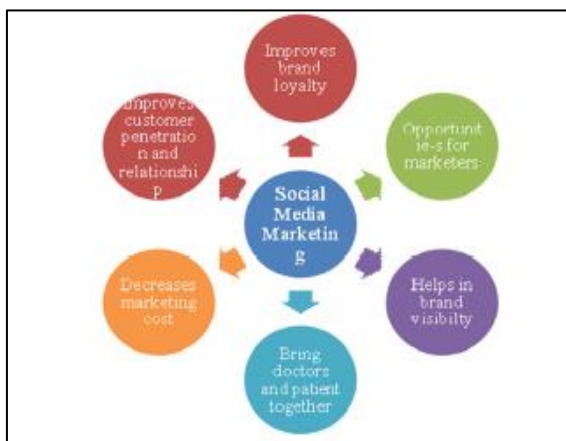 Improves
brand
loyalty
Opportunit
ie-s for
marketers
Helps in
brand
visibilty
Bring
doctors
and patient
together
Decreases
marketing
cost
Improves
customer
penetratio
n and
relationshi
p
Social
Media
Marketin
g